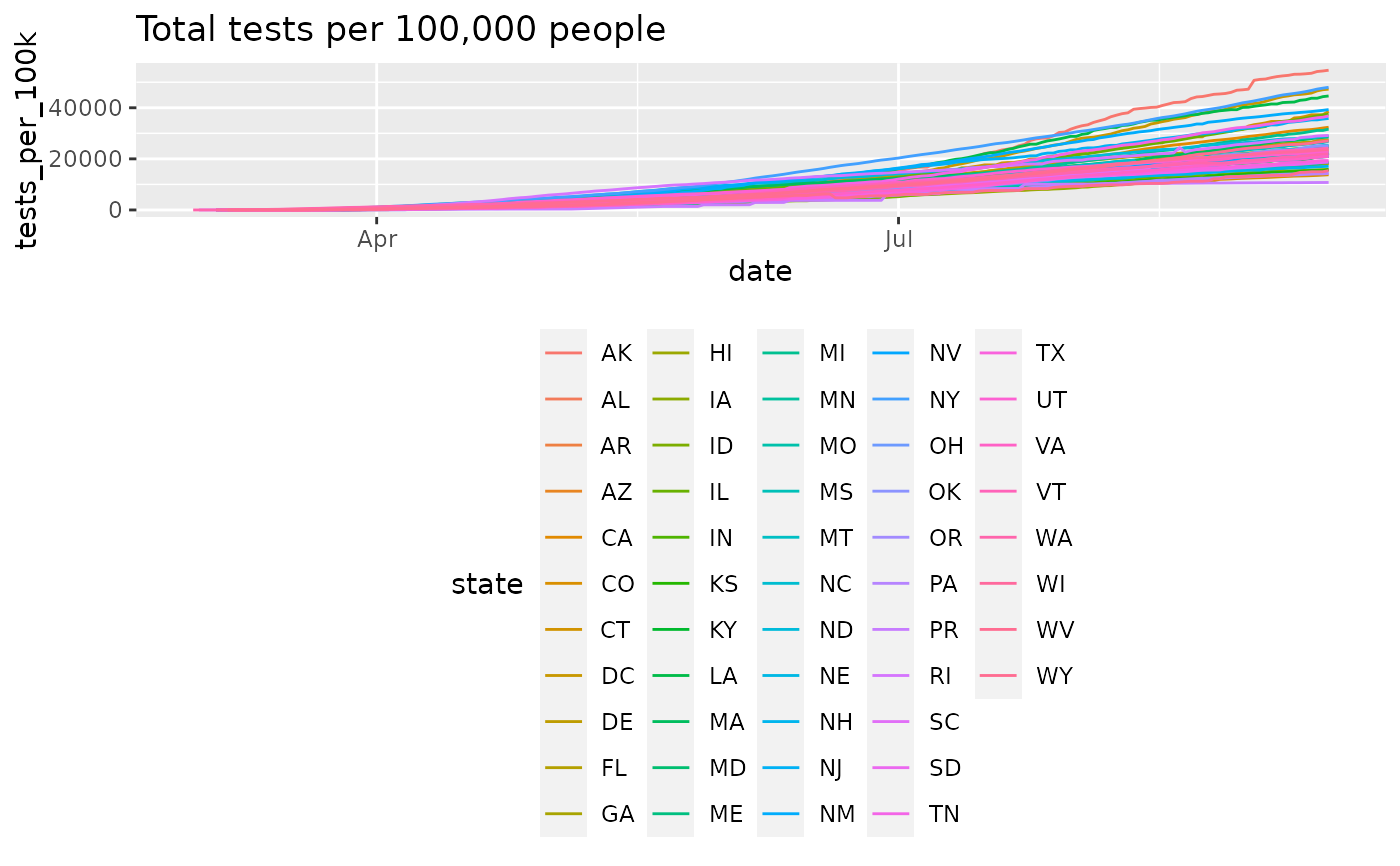 Total tests per 100,000 people
tests_per_100k
40000
20000
0
Apr
Jul
date
state
AK
AL
AR
AZ
CA
CO
CT
DC
DE
FL
GA
HI
IA
ID
IL
IN
KS
KY
LA
MA
MD
ME
MI
MN
MO
MS
MT
NC
ND
NE
NH
NJ
NM
NV
NY
OH
OK
OR
PA
PR
RI
SC
SD
TN
TX
UT
VA
VT
WA
WI
WV
WY